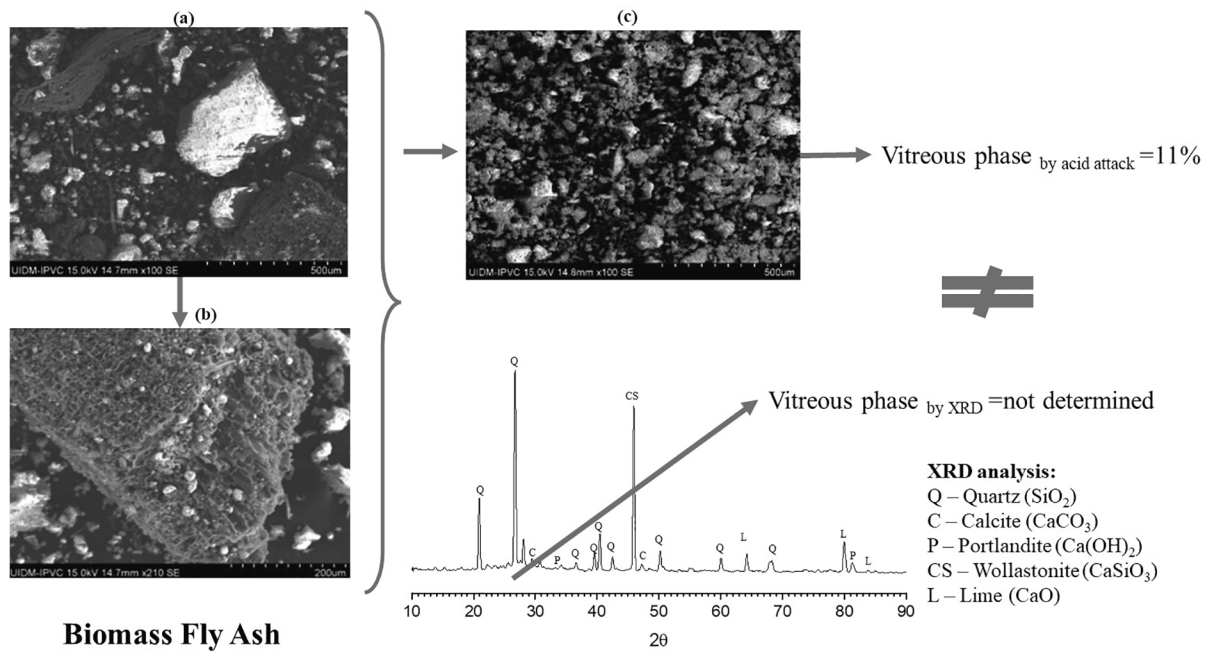 (a)
UIDM-IPVC 15.0kV 14.7mm x100 SE 500um
(b)
UIDM-IPVC 15.0kV 14.7mm x210 SE 200um
Biomass Fly Ash
(c)
UIDM-IPVC 15.0kV 14.6mm x100 SE 500um
Vitreous phase by acid attack =11%
≠
Vitreous phase by XRD =not determined
Q
Q
C
P
Q
Q
Q
Q
CS
C
Q
Q
L
Q
L
P
L
10 20 30 40 50 60 70 80 90
2θ
XRD analysis:
Q – Quartz (SiO₂)
C – Calcite (CaCO₃)
P – Portlandite (Ca(OH)₂)
CS – Wollastonite (CaSiO₃)
L – Lime (CaO)